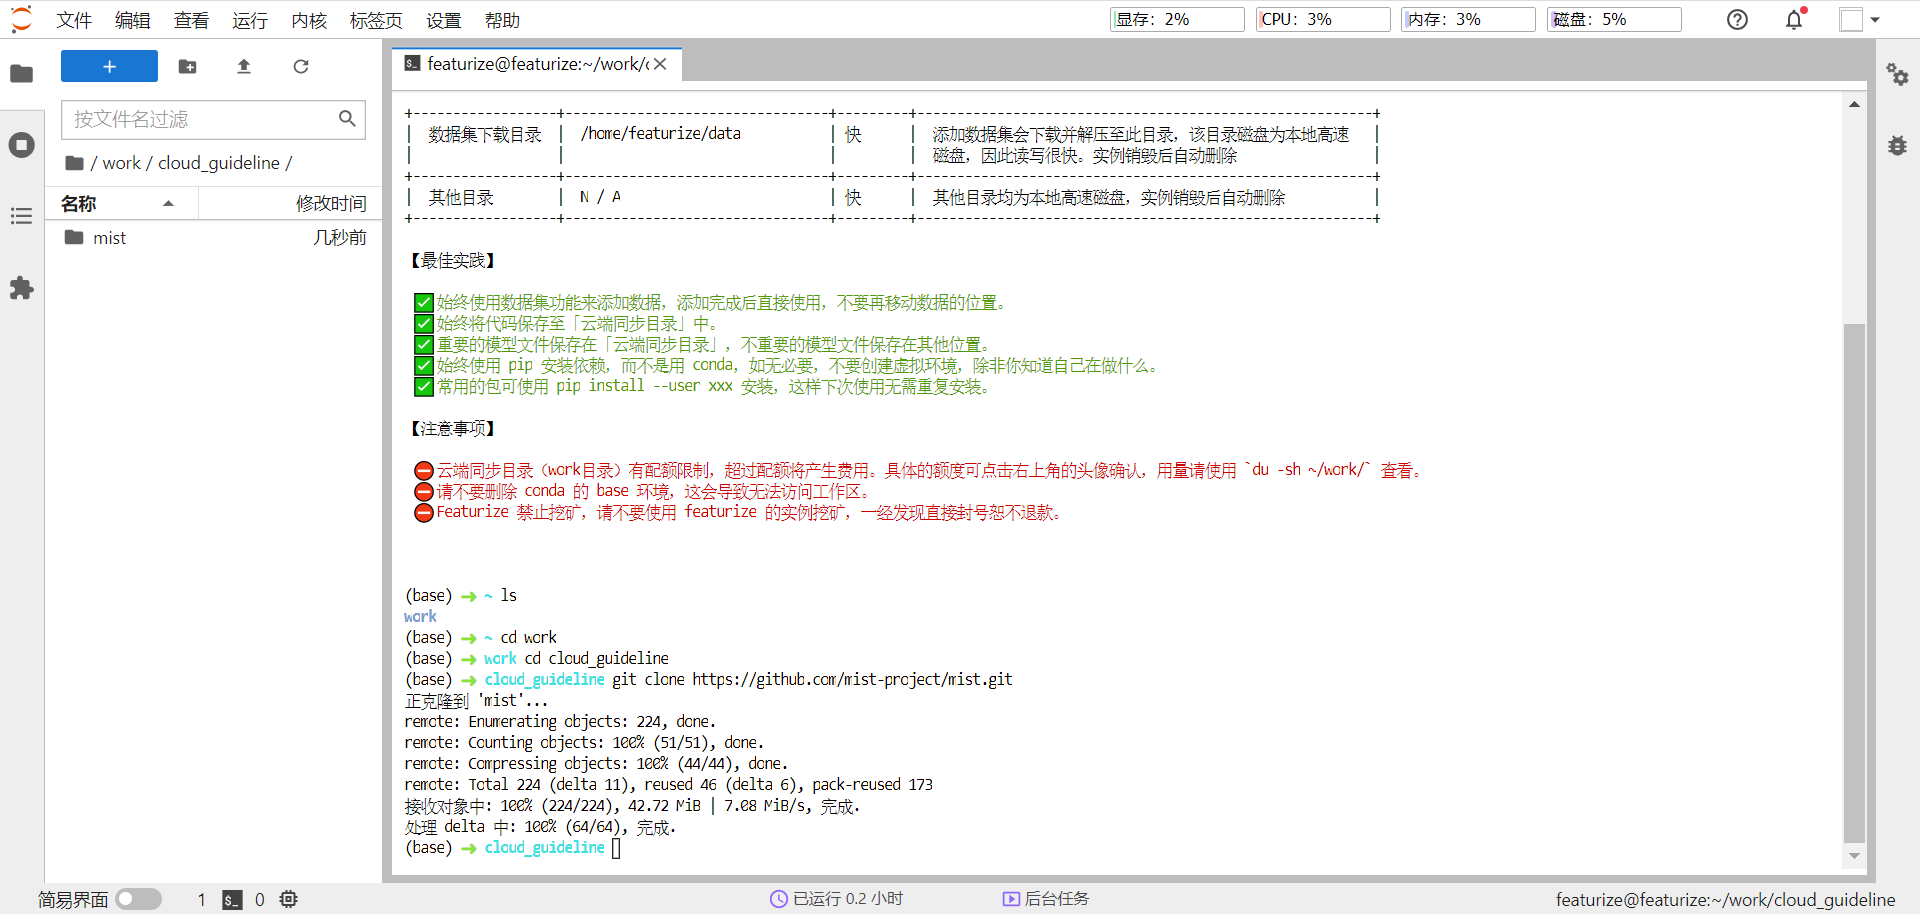 文件 编辑 查看 运行 内核 标签页 设置 帮助 显存: 2% CPU: 3% 内存: 3% 磁盘: 5%
+
按文件名过滤
/ work / cloud_guideline /
名称 修改时间
mist 几秒前
featurize@featurize:~/work/c
数据集下载目录 | /home/featurize/data | 快 | 添加数据集会下载并解压至此目录，该目录磁盘为本地高速
磁盘，因此读写很快。实例销毁后自动删除
其他目录 | N / A | 快 | 其他目录均为本地高速磁盘，实例销毁后自动删除
【最佳实践】
✅始终使用数据集功能来添加数据，添加完成后直接使用，不要再移动数据的位置。
✅始终将代码保存至「云端同步目录」中。
✅重要的模型文件保存在「云端同步目录」，不重要的模型文件保存在其他位置。
✅始终使用 pip 安装依赖，而不是用 conda，如无必要，不要创建虚拟环境，除非你知道自己在做什么。
✅常用的包可使用 pip install --user xxx 安装，这样下次使用无需重复安装。
【注意事项】
⛔云端同步目录（work目录）有配额限制，超过配额将产生费用。具体的额度可点击右上角的头像确认，用量请使用 `du -sh ~/work/` 查看。
⛔请不要删除 conda 的 base 环境，这会导致无法访问工作区。
⛔Featurize 禁止挖矿，请不要使用 featurize 的实例挖矿，一经发现直接封号恕不退款。
(base) ➜ ~ ls
work
(base) ➜ ~ cd work
(base) ➜ work cd cloud_guideline
(base) ➜ cloud_guideline git clone https://github.com/mist-project/mist.git
正克隆到 'mist'...
remote: Enumerating objects: 224, done.
remote: Counting objects: 100% (51/51), done.
remote: Compressing objects: 100% (44/44), done.
remote: Total 224 (delta 11), reused 46 (delta 6), pack-reused 173
接收对象中: 100% (224/224), 42.72 MiB | 7.08 MiB/s, 完成.
处理 delta 中: 100% (64/64), 完成.
(base) ➜ cloud_guideline
简易界面 1 $_ 0 已运行 0.2 小时 后台任务 featurize@featurize:~/work/cloud_guideline